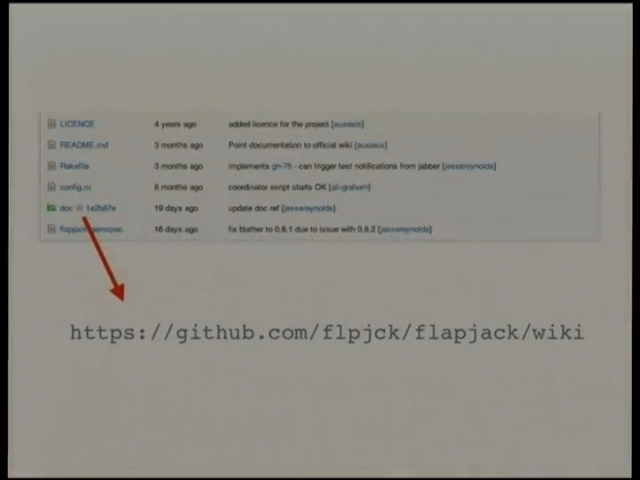 LICENCE 4 years ago added licence for the project [auxesis]
README.md 3 months ago Point documentation to official wiki [auxesis]
Rakefile 3 months ago implements gh-75 - can trigger test notifications from jabber [jessereynolds]
config.ru 6 months ago coordinator script starts OK [ali-graham]
doc @ 1e2b87e 19 days ago update doc ref [jessereynolds]
16 days ago fix blather to 0.8.1 due to issue with 0.8.2 [jessereynolds]
https://github.com/flpjck/flapjack/wiki